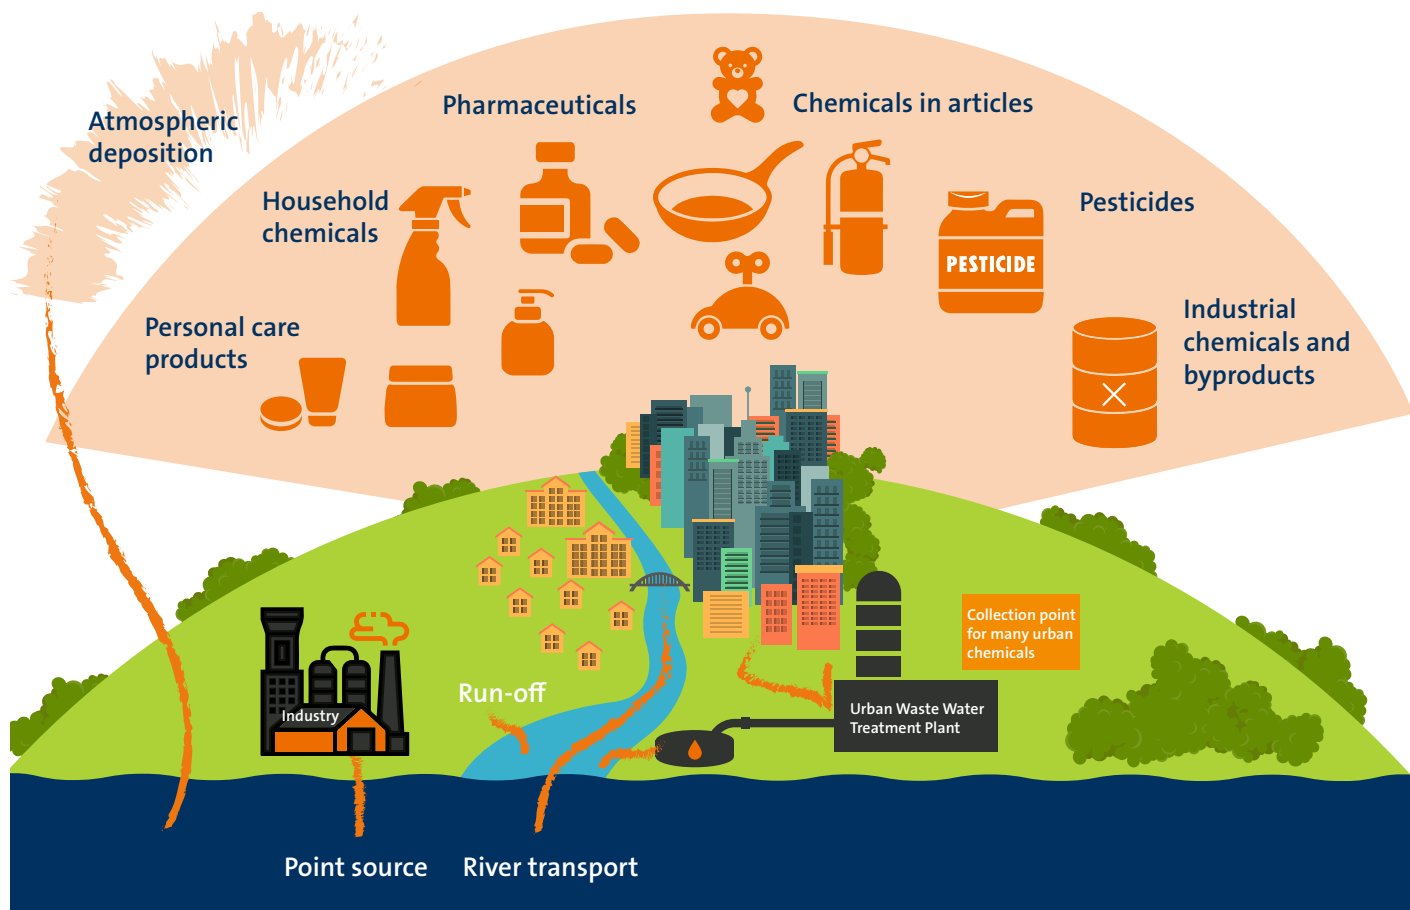 Atmospheric
deposition
Pharmaceuticals
Chemicals in articles
Household
chemicals
Pesticides
PESTICIDE
Personal care
products
Industrial
chemicals and
byproducts
Collection point
for many urban
chemicals
Industry
Run-off
Urban Waste Water
Treatment Plant
Point source
River transport